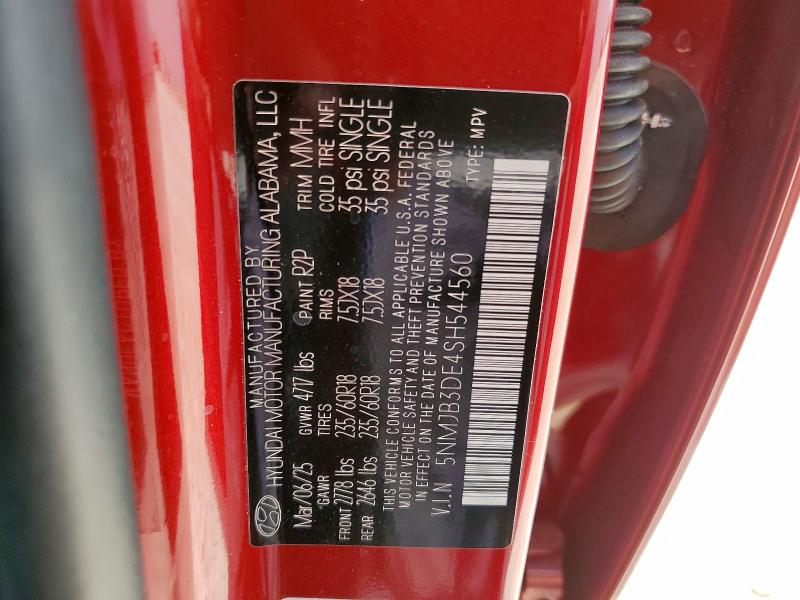 MANUFACTURED BY
HYUNDAI MOTOR MANUFACTURING ALABAMA, LLC
Mar/06/25 GVWR 4717 lbs PAINT R2P TRIM MMH
GAWR TIRES RIMS COLD TIRE INFL
FRONT 2778 lbs 235/60R18 7.5JX18 35 psi SINGLE
REAR 2646 lbs 235/60R18 7.5JX18 35 psi SINGLE
THIS VEHICLE CONFORMS TO ALL APPLICABLE U.S.A. FEDERAL
MOTOR VEHICLE SAFETY AND THEFT PREVENTION STANDARDS
IN EFFECT ON THE DATE OF MANUFACTURE SHOWN ABOVE
V.I.N 5NMJB3DE4SH544560 TYPE: MPV